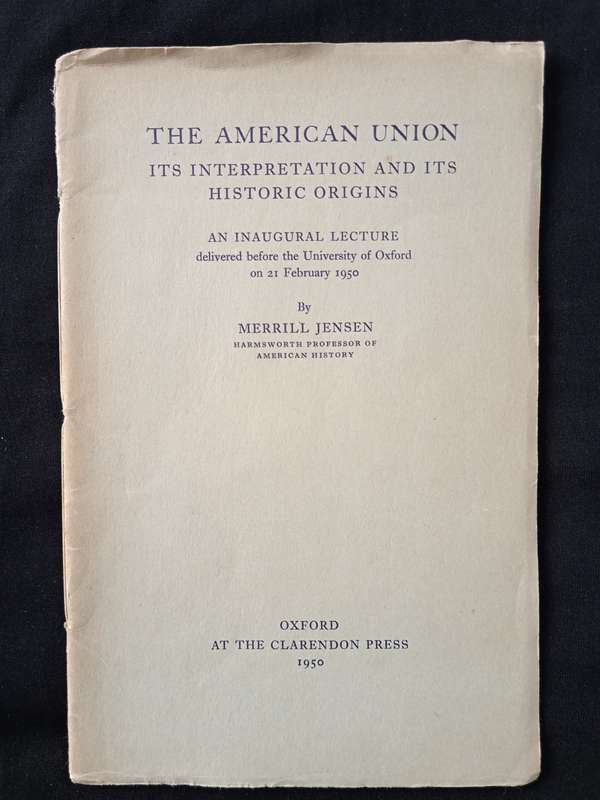 THE AMERICAN UNION
ITS INTERPRETATION AND ITS
HISTORIC ORIGINS
AN INAUGURAL LECTURE
delivered before the University of Oxford
on 21 February 1950
By
MERRILL JENSEN
HARMSWORTH PROFESSOR OF
AMERICAN HISTORY
OXFORD
AT THE CLARENDON PRESS
1950